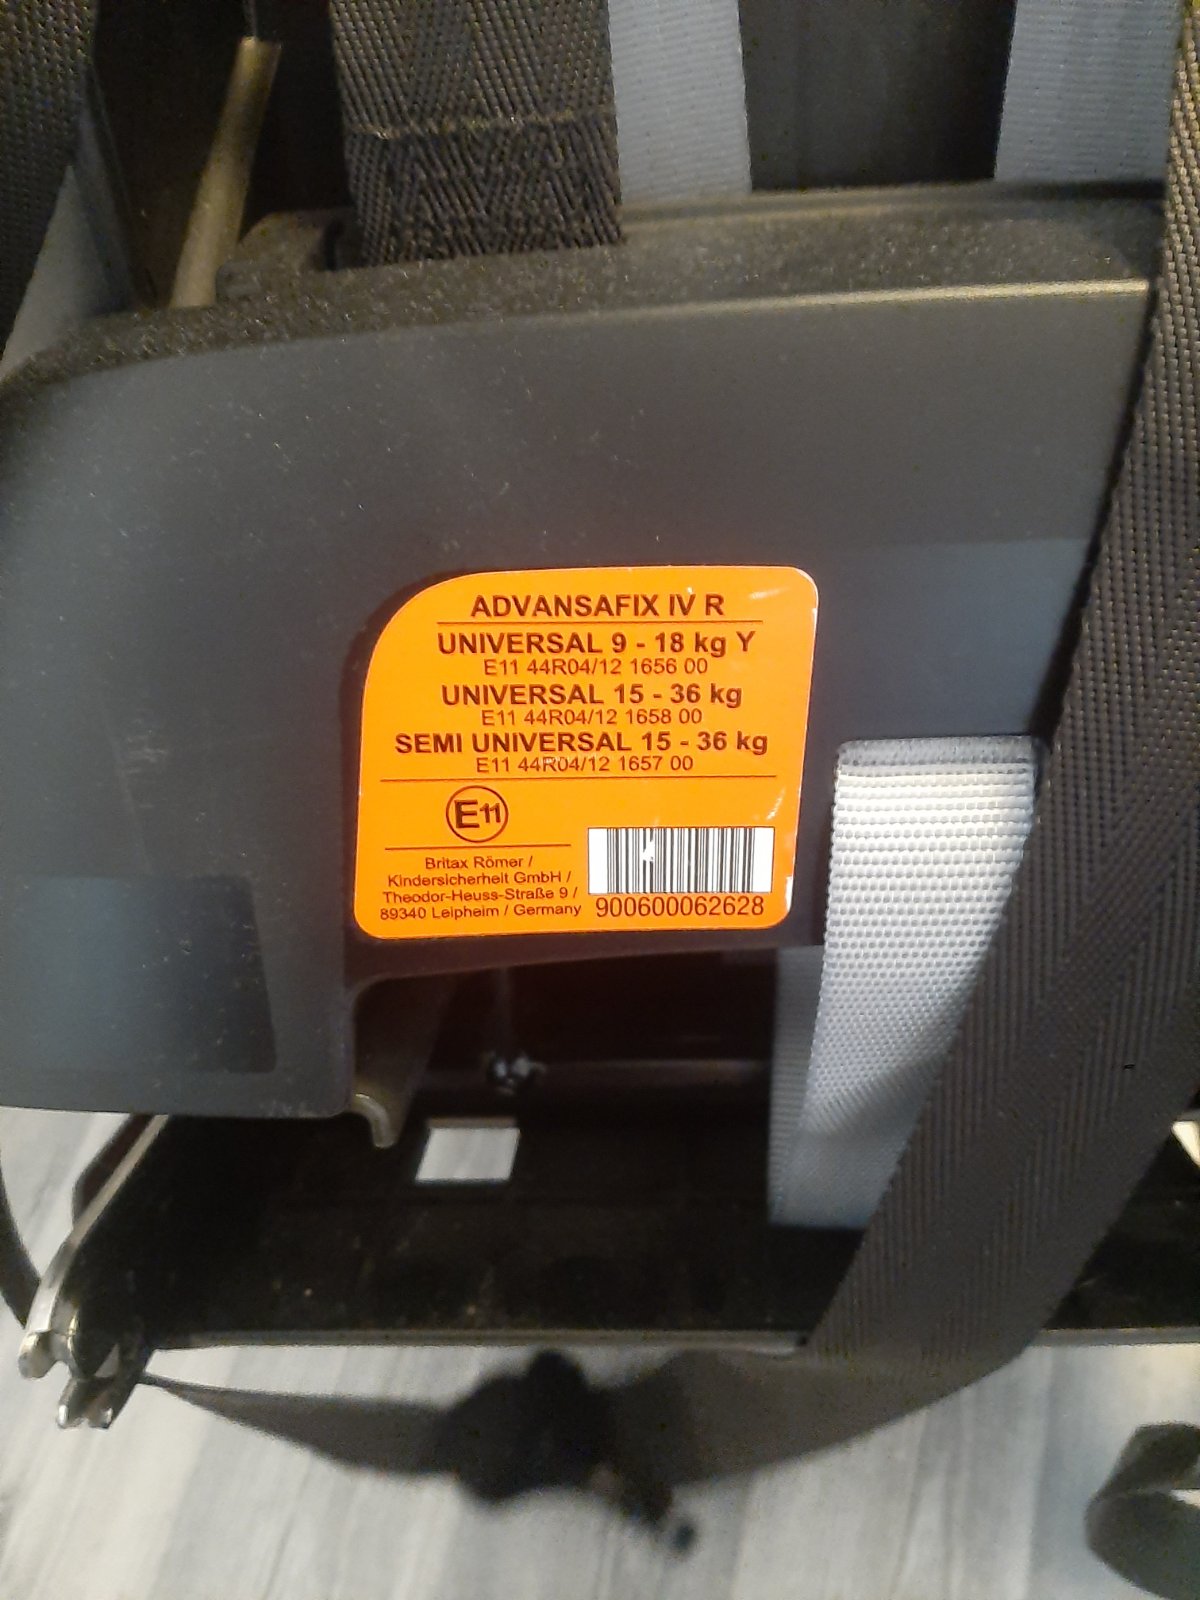 ADVANSAFIX IV R
UNIVERSAL 9 - 18 kg Y
E11 44R04/12 1656 00
UNIVERSAL 15 - 36 kg
E11 44R04/12 1658 00
SEMI UNIVERSAL 15 - 36 kg
E11 44R04/12 1657 00
E11
Britax Römer /
Kindersicherheit GmbH /
Theodor-Heuss-Straße 9 /
89340 Leipheim / Germany
900600062628